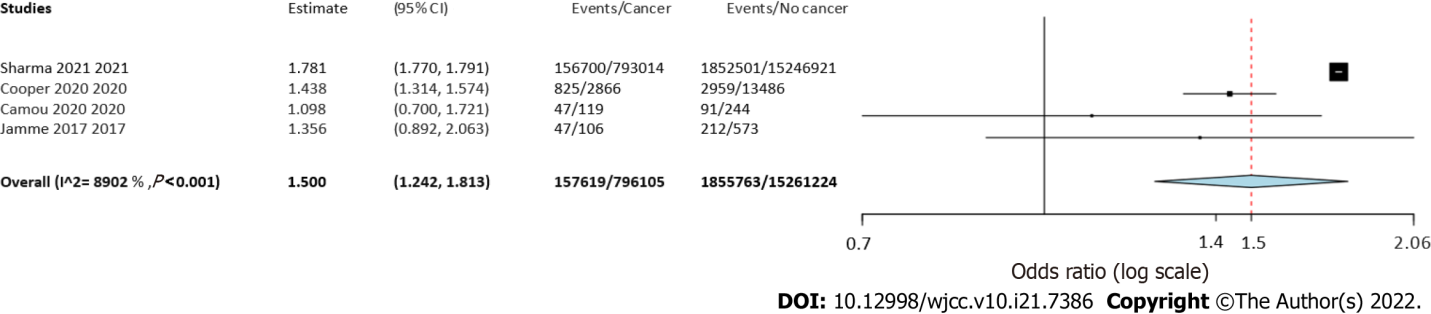 Studies Estimate (95% CI) Events/Cancer Events/No cancer
Sharma 2021 2021 1.781 (1.770, 1.791) 156700/793014 1852501/15246921
Cooper 2020 2020 1.438 (1.314, 1.574) 825/2866 2959/13486
Camou 2020 2020 1.098 (0.700, 1.721) 47/119 91/244
Jamme 2017 2017 1.356 (0.892, 2.063) 47/106 212/573
Overall (I^2= 8902 % ,P<0.001) 1.500 (1.242, 1.813) 157619/796105 1855763/15261224
0.7 1.4 1.5 2.06
Odds ratio (log scale)
DOI: 10.12998/wjcc.v10.i21.7386 Copyright ©The Author(s) 2022.